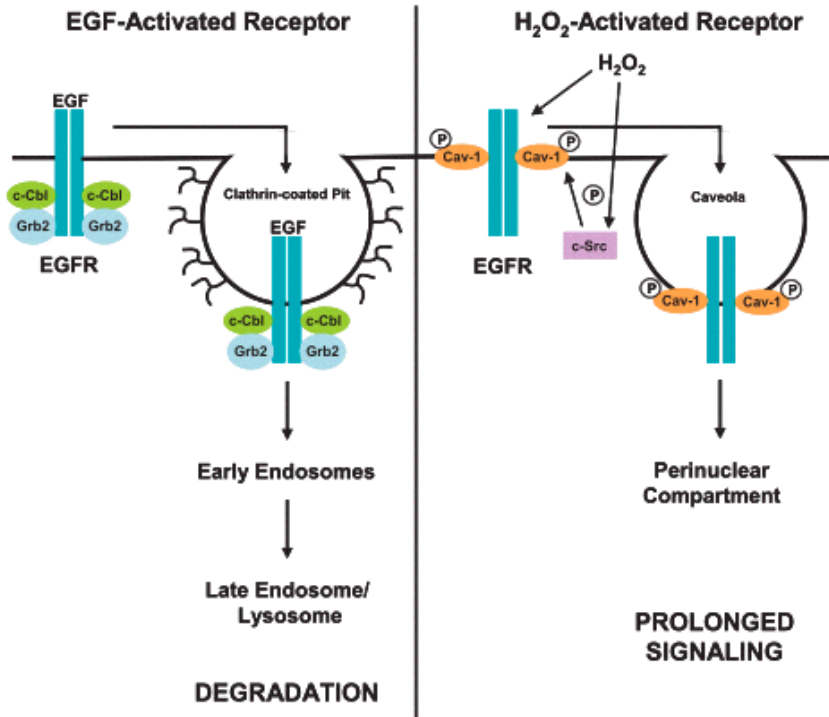 EGF-Activated Receptor
EGF
c-Cbl
c-Cbl
Grb2
Grb2
EGFR
Clathrin-coated Pit
EGF
c-Cbl
c-Cbl
Grb2
Grb2
Early Endosomes
Late Endosome/
Lysosome
DEGRADATION
H₂O₂-Activated Receptor
H₂O₂
P
P
Cav-1
Cav-1
P
c-Src
EGFR
Caveola
P
P
Cav-1
Cav-1
Perinuclear
Compartment
PROLONGED
SIGNALING